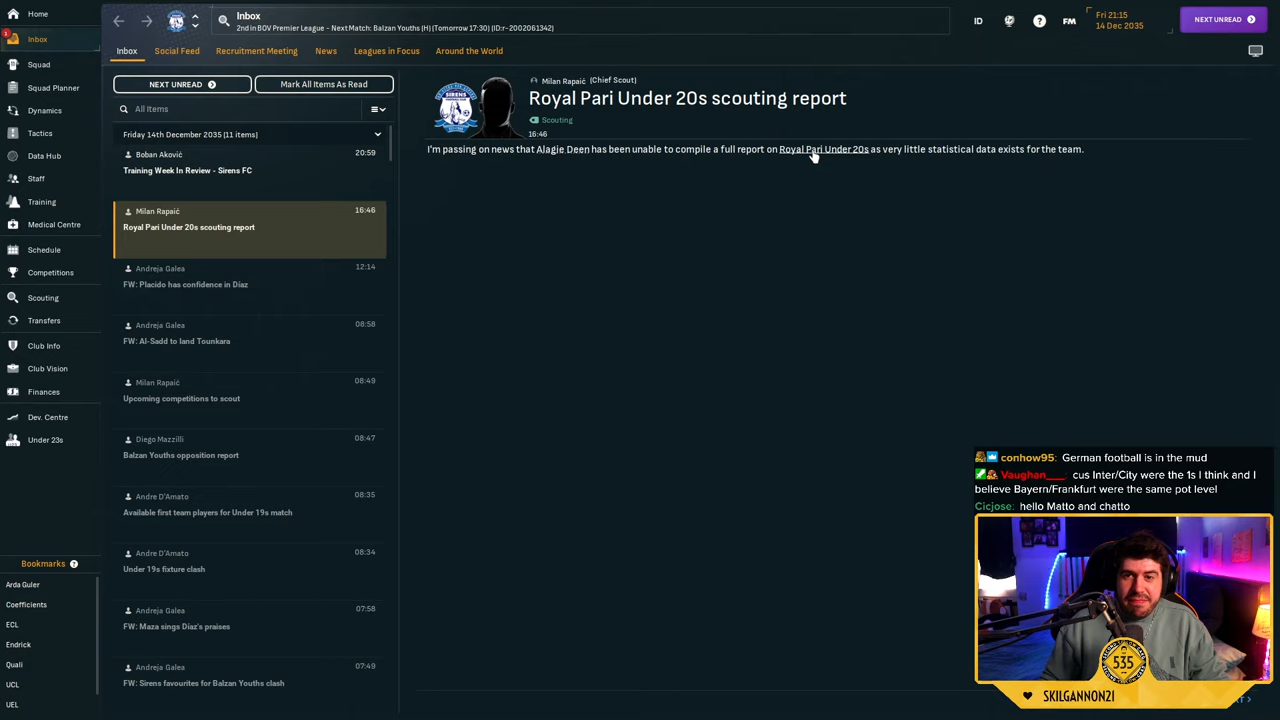 Home
1
Inbox
Squad
Squad Planner
Dynamics
Tactics
Data Hub
Staff
Training
Medical Centre
Schedule
Competitions
Scouting
Transfers
Club Info
Club Vision
Finances
Dev. Centre
Under 23s
Bookmarks ?
Arda Guler
Coefficients
ECL
Endrick
Quali
UCL
UEL
Inbox
2nd in BOV Premier League - Next Match: Balzan Youths (H) (Tomorrow 17:30) (ID:r-2002061342)
ID
?
FM
Fri 21:15
14 Dec 2035
NEXT UNREAD
Inbox
Social Feed
Recruitment Meeting
News
Leagues in Focus
Around the World
NEXT UNREAD
Mark All Items As Read
All Items
Friday 14th December 2035 (11 items)
Boban Aković
20:59
Training Week In Review - Sirens FC
Milan Rapaić
16:46
Royal Pari Under 20s scouting report
Andreja Galea
12:14
FW: Placido has confidence in Díaz
Andreja Galea
08:58
FW: Al-Sadd to land Tounkara
Milan Rapaić
08:49
Upcoming competitions to scout
Diego Mazzilli
08:47
Balzan Youths opposition report
Andre D'Amato
08:35
Available first team players for Under 19s match
Andre D'Amato
08:34
Under 19s fixture clash
Andreja Galea
07:58
FW: Maza sings Díaz's praises
Andreja Galea
07:49
FW: Sirens favourites for Balzan Youths clash
SIRENS
Milan Rapaić (Chief Scout)
Royal Pari Under 20s scouting report
Scouting
16:46
I'm passing on news that Alagie Deen has been unable to compile a full report on Royal Pari Under 20s as very little statistical data exists for the team.
conhow95: German football is in the mud
Vaughan___: cus Inter/City were the 1s I think and I
believe Bayern/Frankfurt were the same pot level
Cicjose: hello Matto and chatto
535
SKILGANNON21